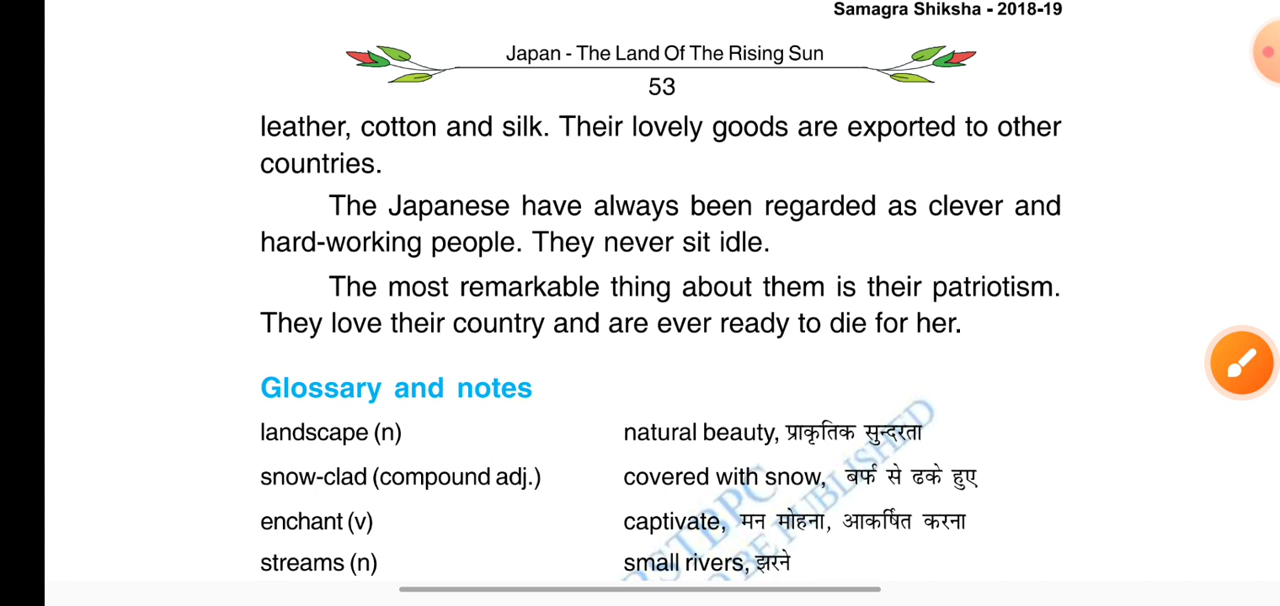 Samagra Shiksha - 2018-19
Japan - The Land Of The Rising Sun
53
leather, cotton and silk. Their lovely goods are exported to other
countries.
The Japanese have always been regarded as clever and
hard-working people. They never sit idle.
The most remarkable thing about them is their patriotism.
They love their country and are ever ready to die for her.
Glossary and notes
landscape (n) natural beauty, प्राकृतिक सुन्दरता
snow-clad (compound adj.) covered with snow, बर्फ से ढके हुए
enchant (v) captivate, मन मोहना, आकर्षित करना
streams (n) small rivers, झरने
BE PUBLISHED